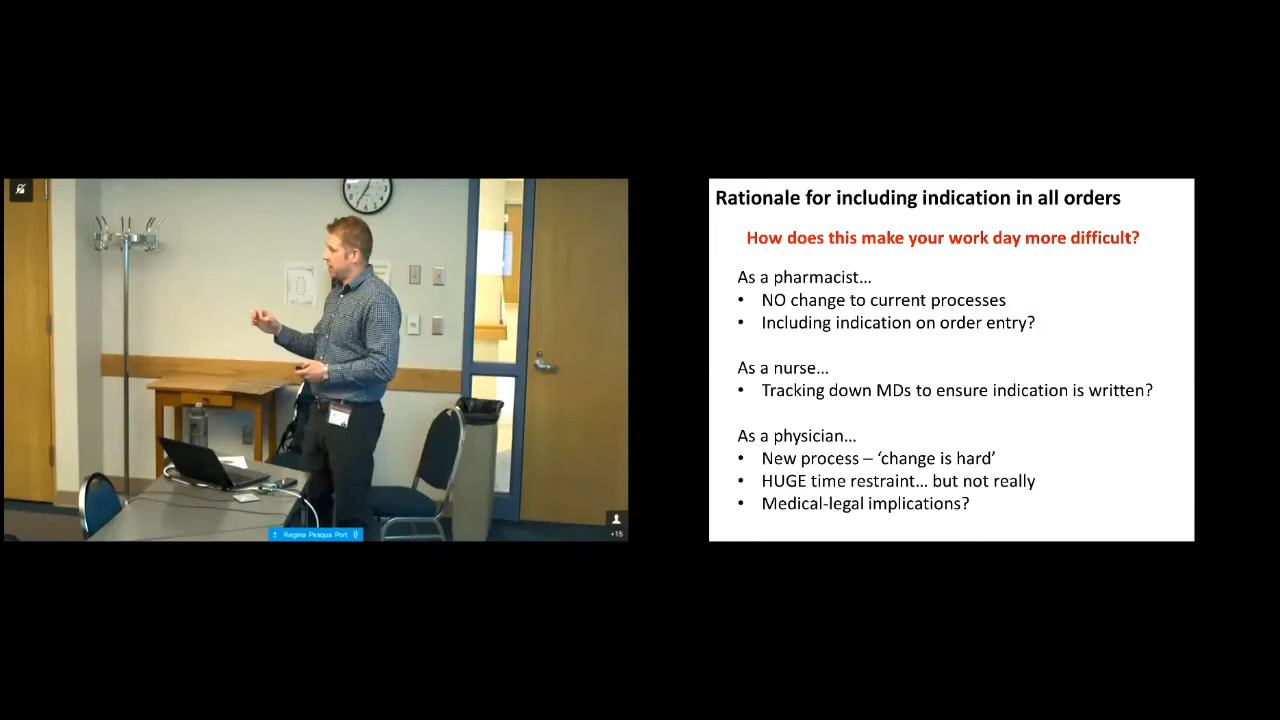 Rationale for including indication in all orders
How does this make your work day more difficult?
As a pharmacist…
• NO change to current processes
• Including indication on order entry?
As a nurse…
• Tracking down MDs to ensure indication is written?
As a physician…
• New process – ‘change is hard’
• HUGE time restraint… but not really
• Medical-legal implications?
Regina Pasqua Port
+15